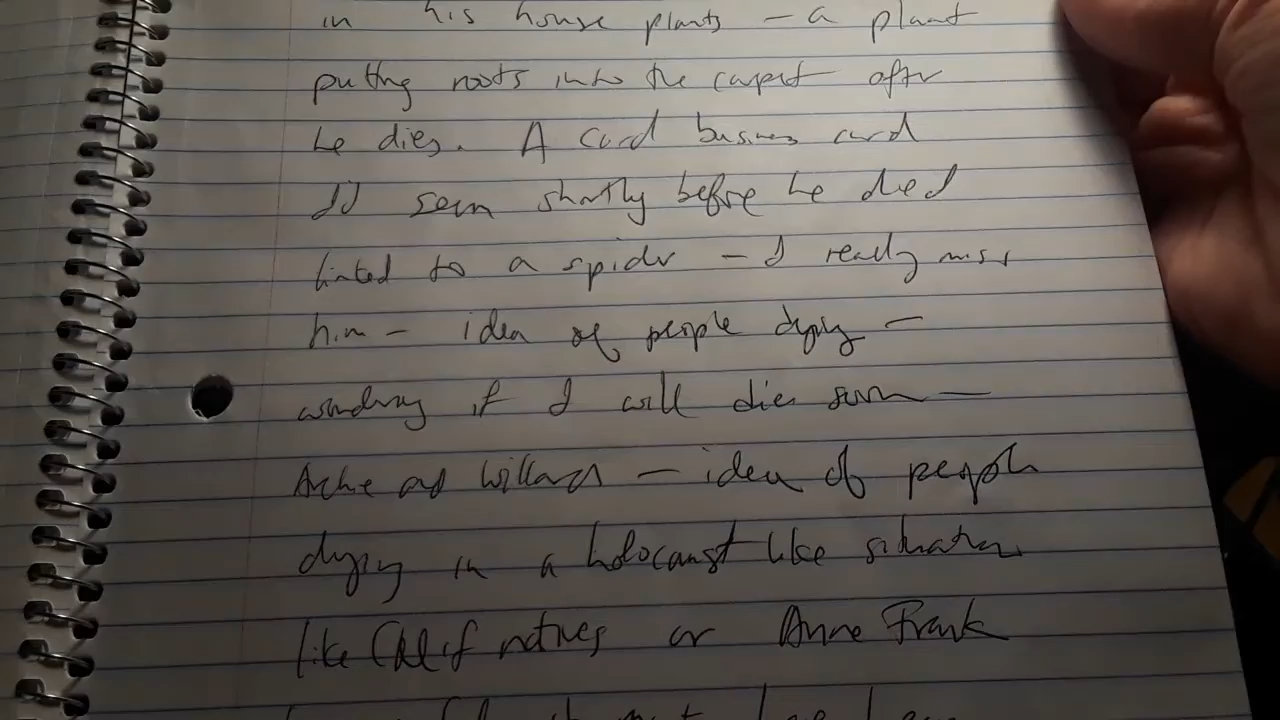 in his house plants — a plant
putting roots into the carpet after
he dies. A card business card
I'd seen shortly before he died
linked to a spider — I really miss
him — idea of people dying —
wondering if I will die soon —
and Willard — idea of people
dying in a holocaust like situation
like Calif natives or Anne Frank